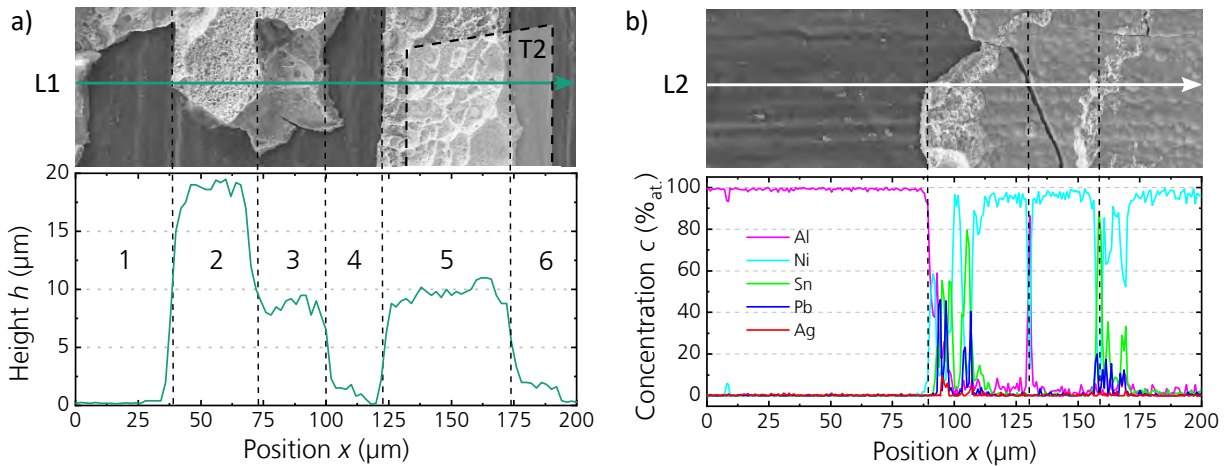 a)
L1
T2
20
15
10
5
0
Height h (µm)
1 2 3 4 5 6
0 25 50 75 100 125 150 175 200
Position x (µm)
b)
L2
100
80
60
40
20
0
Concentration c (%at.)
Al
Ni
Sn
Pb
Ag
0 25 50 75 100 125 150 175 200
Position x (µm)